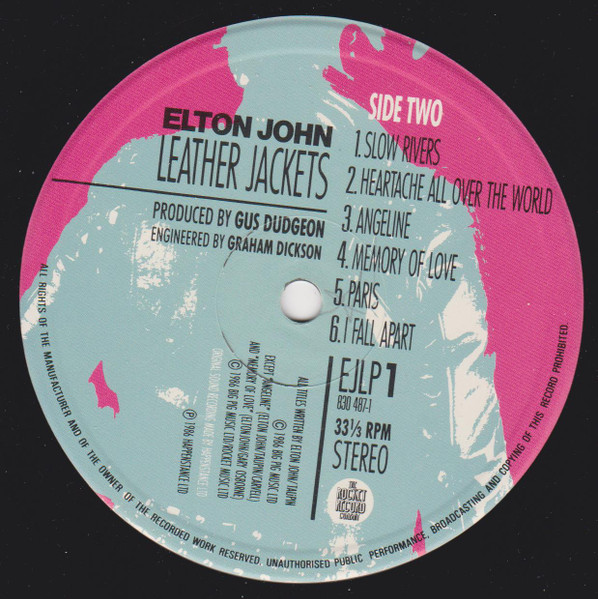 ELTON JOHN
LEATHER JACKETS
PRODUCED BY GUS DUDGEON
ENGINEERED BY GRAHAM DICKSON
SIDE TWO
1. SLOW RIVERS
2. HEARTACHE ALL OVER THE WORLD
3. ANGELINE
4. MEMORY OF LOVE
5. PARIS
6. I FALL APART
EJLP 1
830 487-1
33⅓ RPM
STEREO
THE
ROCKET
RECORD
COMPANY
ALL TITLES WRITTEN BY ELTON JOHN/TAUPIN
© 1986 BIG PIG MUSIC LTD
EXCEPT "ANGELINE" (ELTON JOHN/TAUPIN/CARVELL)
AND "MEMORY OF LOVE" (ELTON JOHN/GARY OSBORNE)
© 1986 BIG PIG MUSIC LTD/ROCKET MUSIC LTD
ORIGINAL SOUND RECORDING MADE BY HAPPENSTANCE LTD
℗ 1986 HAPPENSTANCE LTD
ALL RIGHTS OF THE MANUFACTURER AND OF THE OWNER OF THE RECORDED WORK RESERVED. UNAUTHORISED PUBLIC PERFORMANCE, BROADCASTING AND COPYING OF THIS RECORD PROHIBITED.